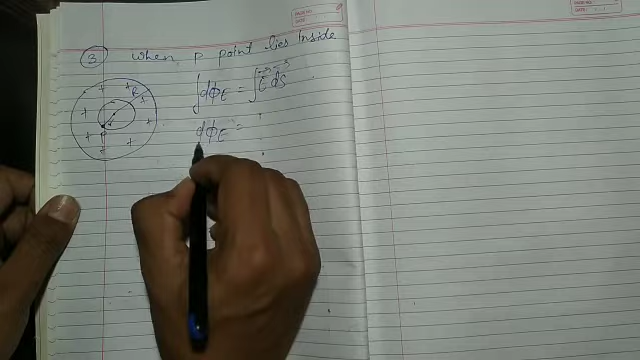 ③ When P point lies Inside
∫dϕE = ∫E⃗ ds⃗
dϕE =
R
P